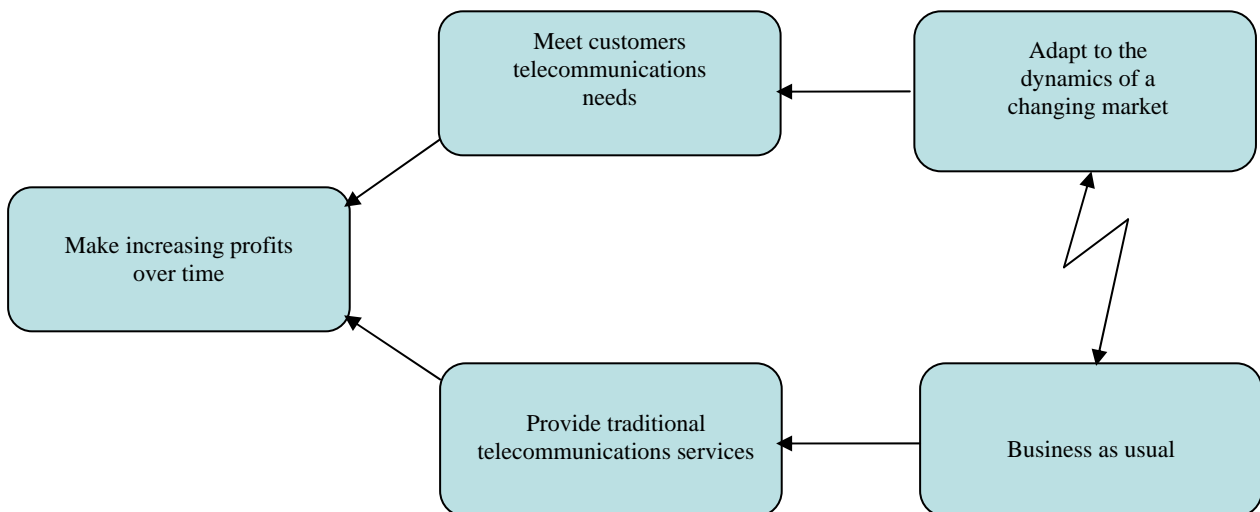 Meet customers
telecommunications
needs
Adapt to the
dynamics of a
changing market
Make increasing profits
over time
Provide traditional
telecommunications services
Business as usual